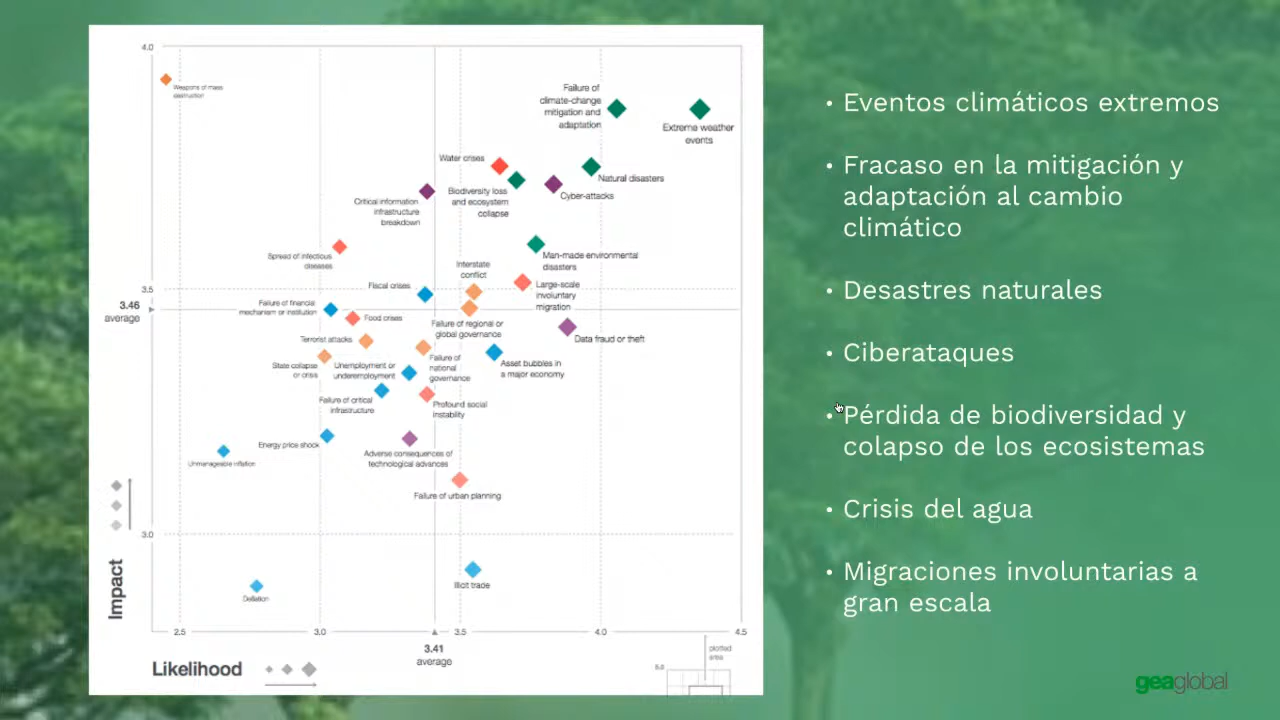 4.0
Weapons of mass
destruction
Failure of
climate-change
mitigation and
adaptation
Extreme weather
events
Water crises
Natural disasters
Biodiversity loss
and ecosystem
collapse
Cyber-attacks
Critical information
infrastructure
breakdown
Spread of infectious
diseases
Man-made environmental
disasters
Interstate
conflict
Large-scale
involuntary
migration
Fiscal crises
3.5
3.46
average
Failure of financial
mechanism or institution
Food crises
Failure of regional or
global governance
Data fraud or theft
Terrorist attacks
State collapse
or crisis
Unemployment or
underemployment
Failure of
national
governance
Asset bubbles in
a major economy
Failure of critical
infrastructure
Profound social
instability
Energy price shock
Adverse consequences of
technological advances
Unmanageable inflation
Failure of urban planning
3.0
Illicit trade
Deflation
Impact
2.5
3.0
3.5
4.0
4.5
3.41
average
Likelihood
plotted
area
5.0
• Eventos climáticos extremos
• Fracaso en la mitigación y
adaptación al cambio
climático
• Desastres naturales
• Ciberataques
• Pérdida de biodiversidad y
colapso de los ecosistemas
• Crisis del agua
• Migraciones involuntarias a
gran escala
geaglobal